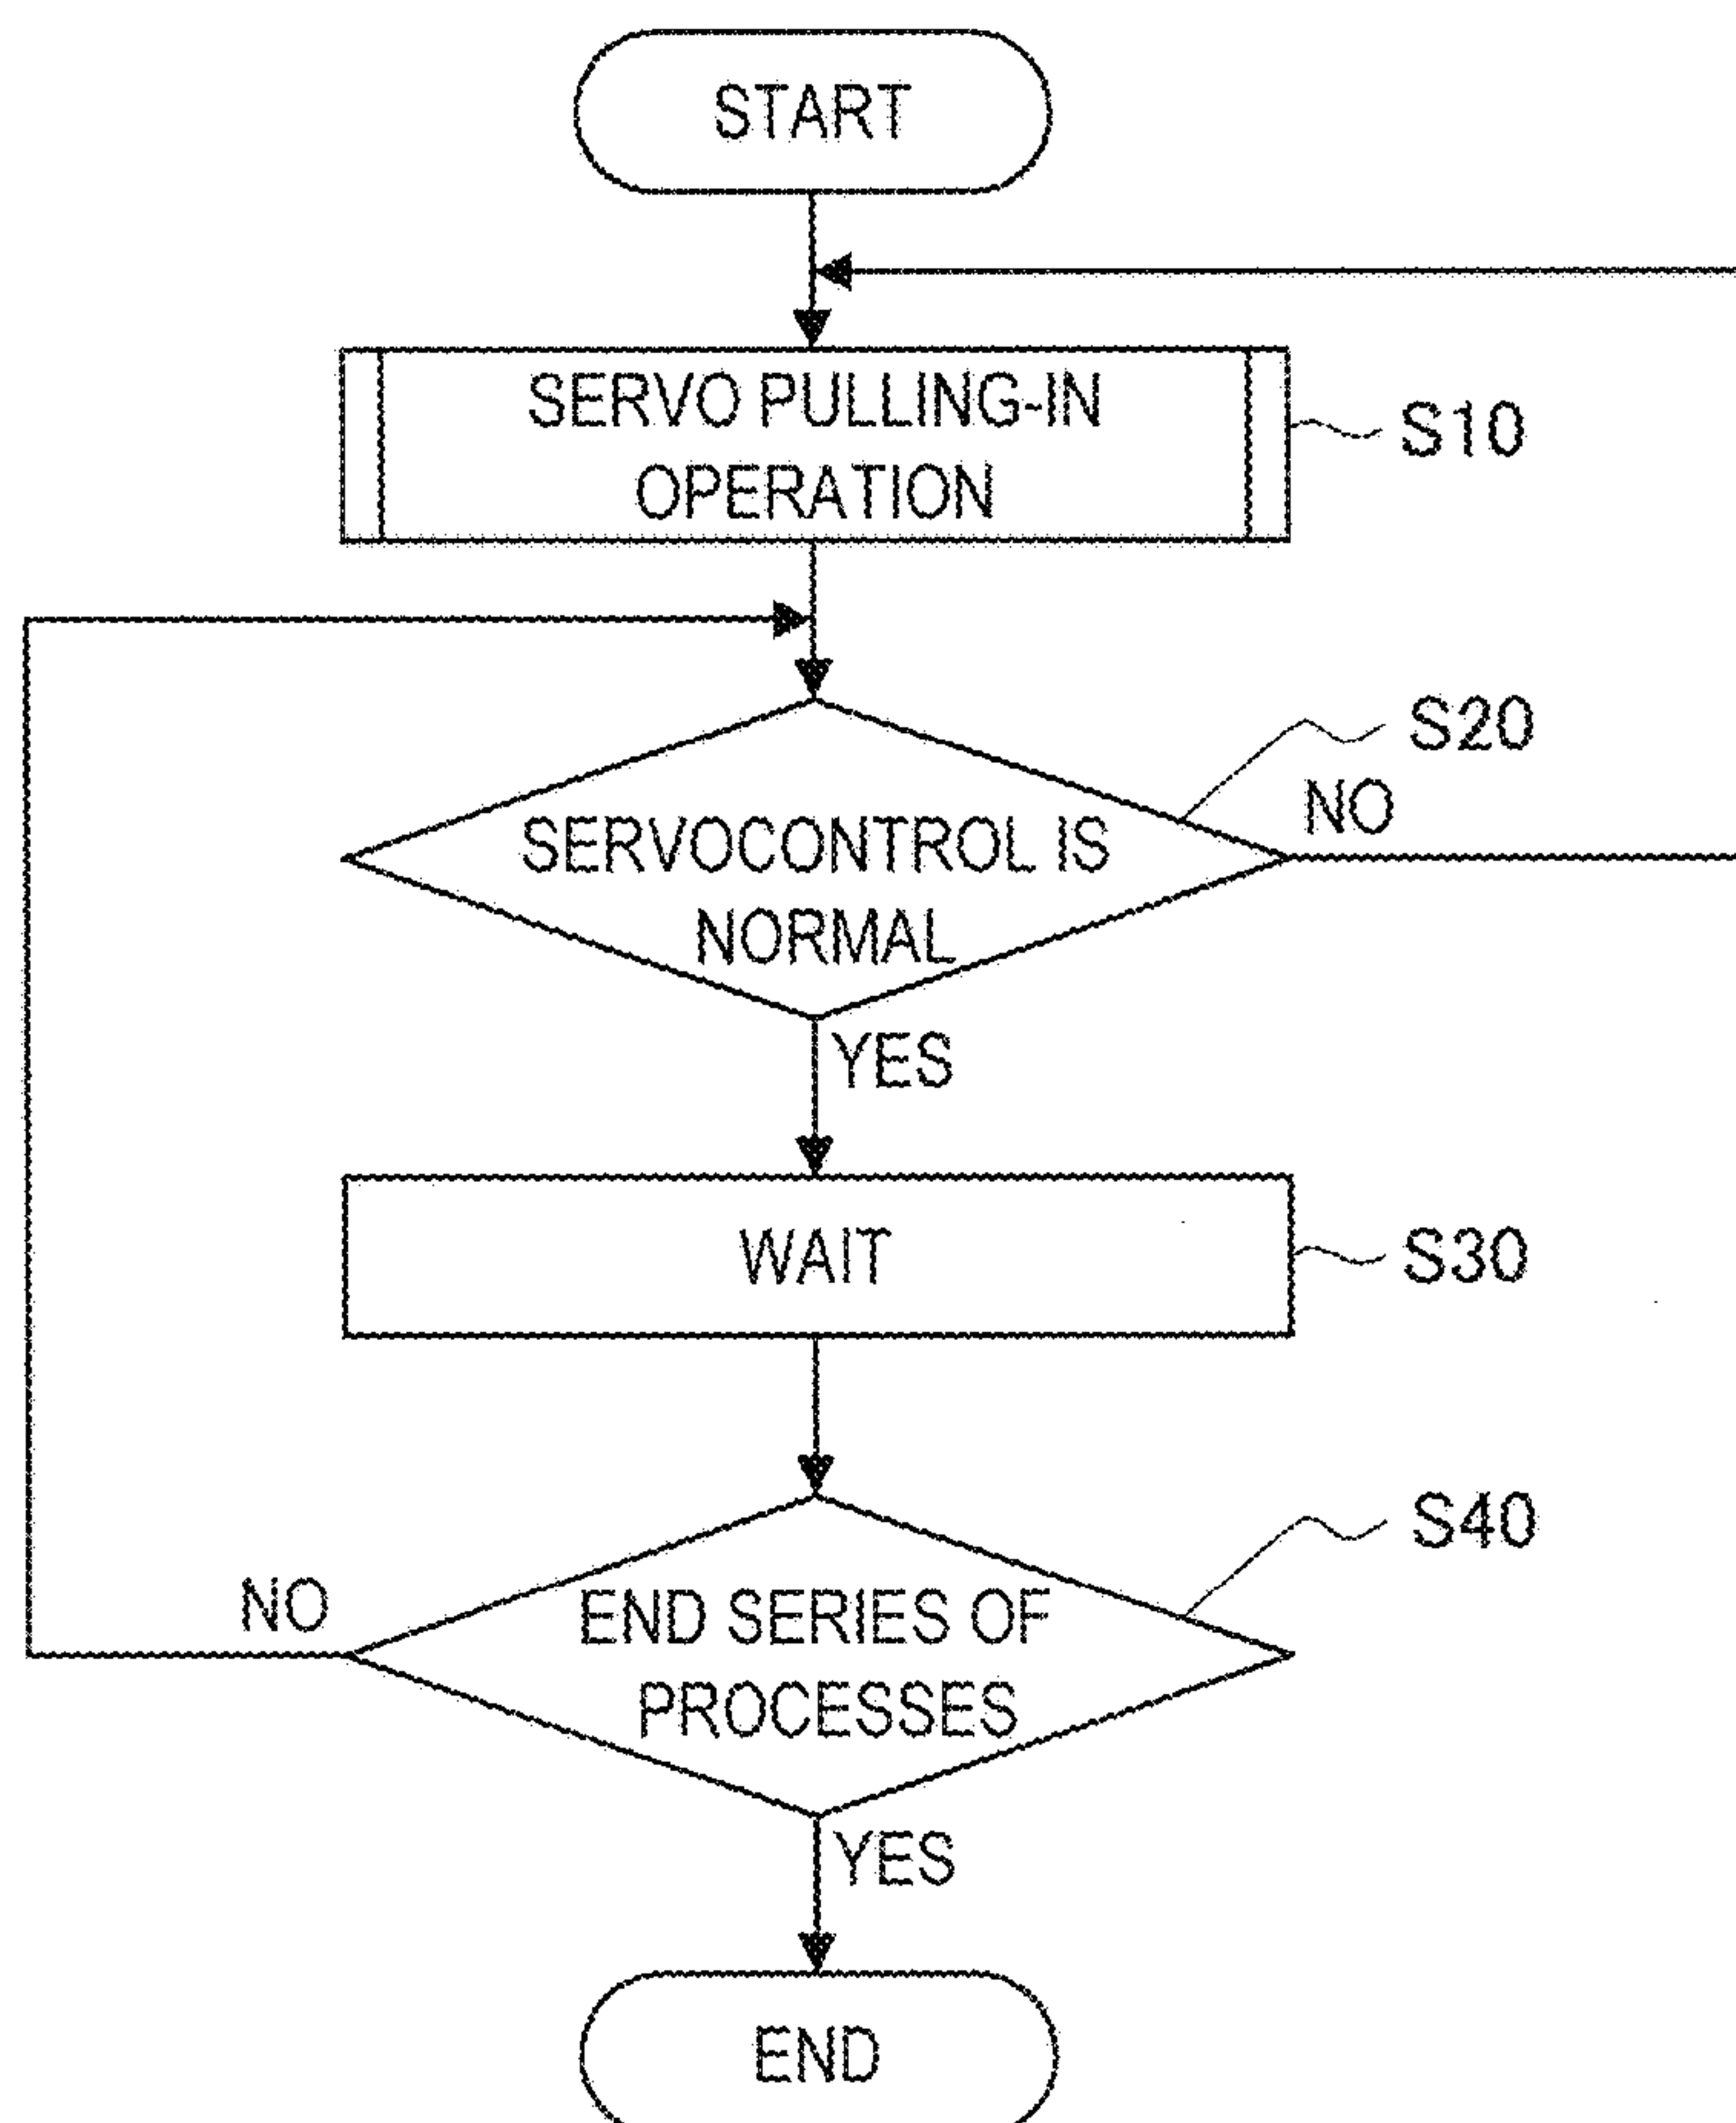 START
SERVO PULLING-IN
OPERATION
S10
S20
NO
SERVOCONTROL IS
NORMAL
YES
WAIT
S30
S40
NO
END SERIES OF
PROCESSES
YES
END